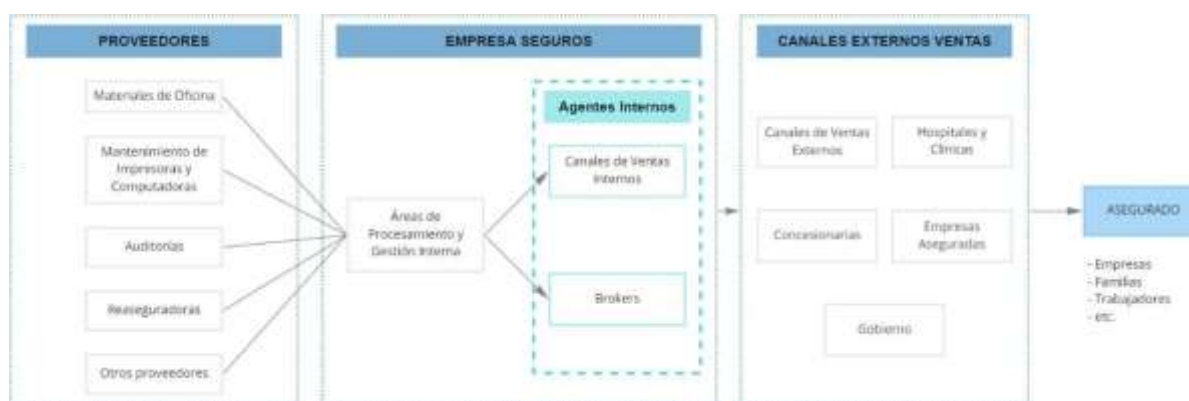 PROVEEDORES
Materiales de Oficina
Mantenimiento de
Impresoras y
Computadoras
Auditorías
Reaseguradoras
Otros proveedores
EMPRESA SEGUROS
Áreas de
Procesamiento y
Gestión Interna
Agentes Internos
Canales de Ventas
Internos
Brokers
CANALES EXTERNOS VENTAS
Canales de Ventas
Externos
Hospitales y
Clínicas
Concesionarias
Empresas
Aseguradas
Gobierno
ASEGURADO
- Empresas
- Familias
- Trabajadores
- etc.